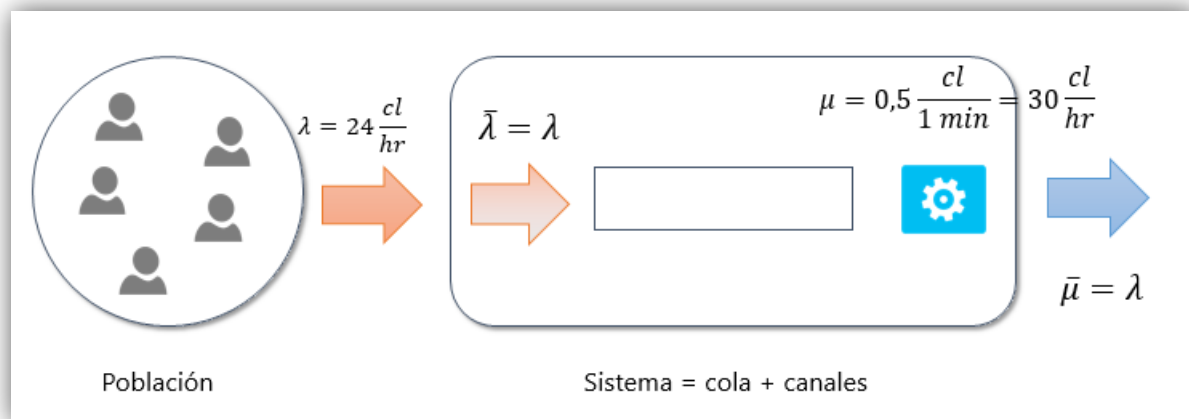 λ = 24 cl/hr
λ̄ = λ
μ = 0,5 cl/1 min = 30 cl/hr
μ̄ = λ
Población
Sistema = cola + canales